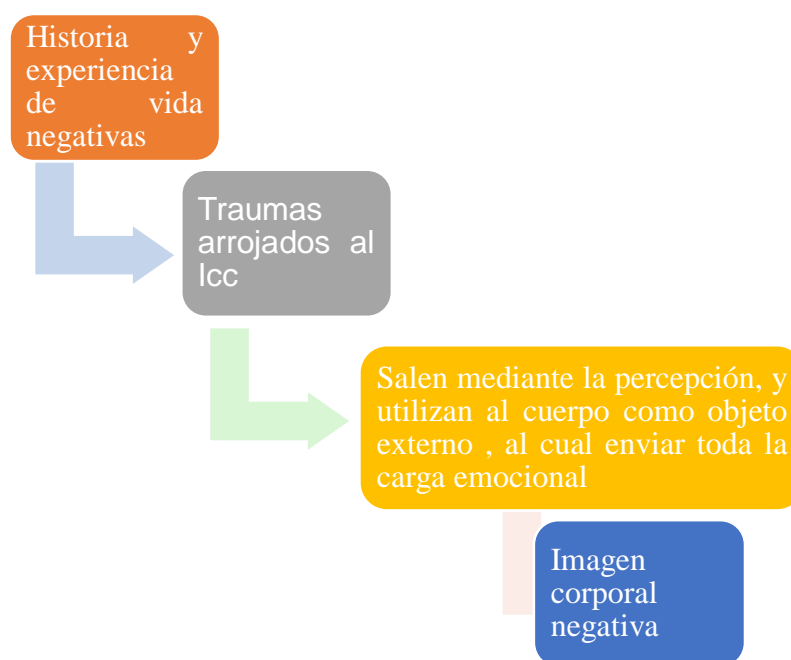 Historia y
experiencia
de vida
negativas
Traumas
arrojados al
Icc
Salen mediante la percepción, y
utilizan al cuerpo como objeto
externo , al cual enviar toda la
carga emocional
Imagen
corporal
negativa